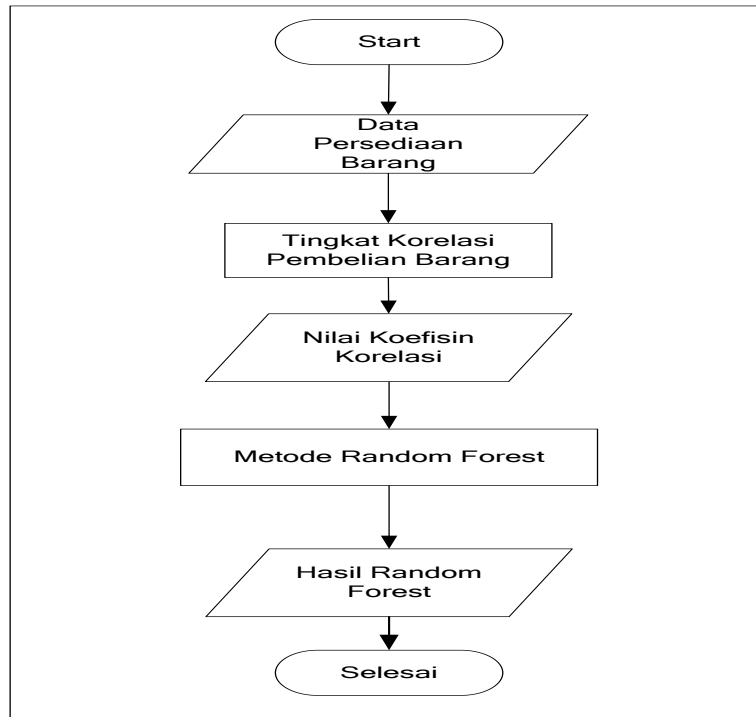 Start
Data
Persediaan
Barang
Tingkat Korelasi
Pembelian Barang
Nilai Koefisin
Korelasi
Metode Random Forest
Hasil Random
Forest
Selesai